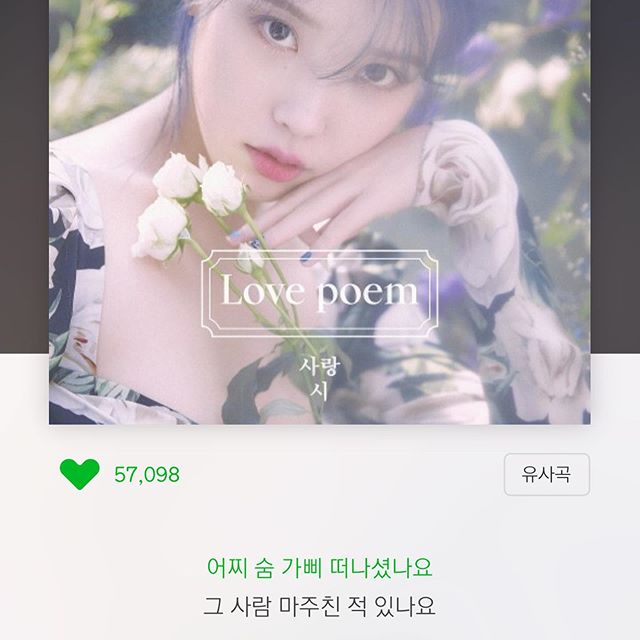 Love poem
사랑
시
57,098
유사곡
어찌 숨 가삐 떠나셨나요
그 사람 마주친 적 있나요